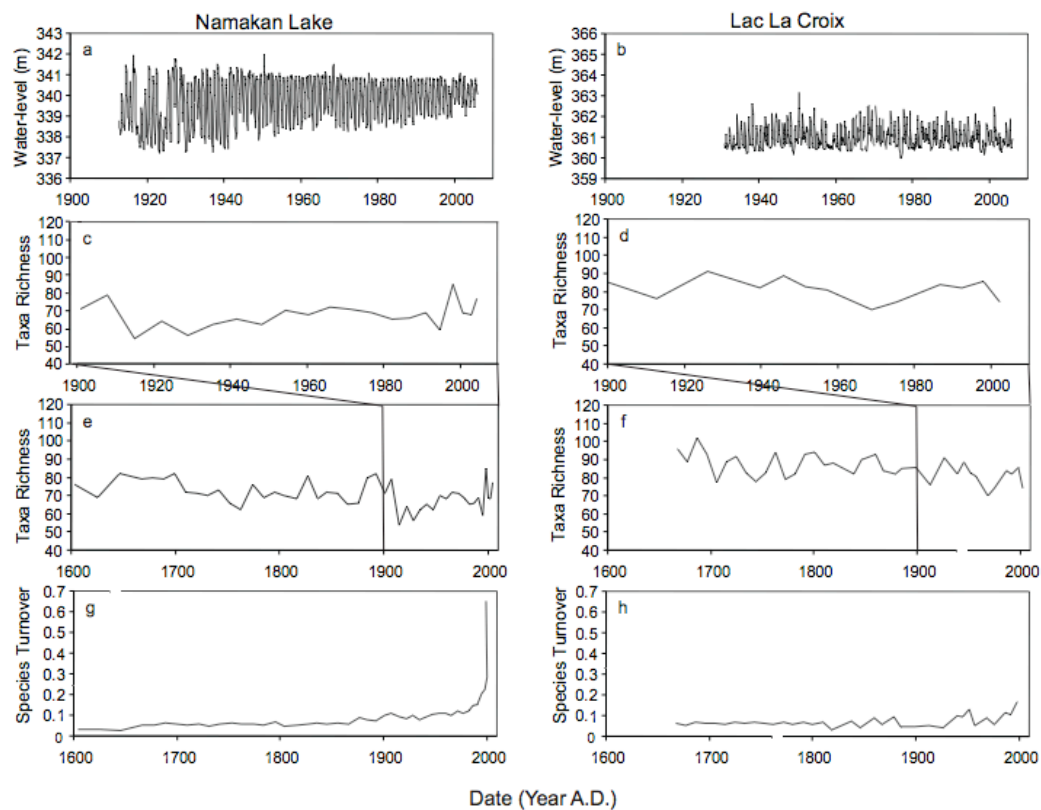 Namakan Lake
Lac La Croix
a
Water-level (m)
343
342
341
340
339
338
337
336
1900 1920 1940 1960 1980 2000
b
Water-level (m)
366
365
364
363
362
361
360
359
1900 1920 1940 1960 1980 2000
c
Taxa Richness
120
110
100
90
80
70
60
50
40
1900 1920 1940 1960 1980 2000
d
Taxa Richness
120
110
100
90
80
70
60
50
40
1900 1920 1940 1960 1980 2000
e
Taxa Richness
120
110
100
90
80
70
60
50
40
1600 1700 1800 1900 2000
f
Taxa Richness
120
110
100
90
80
70
60
50
40
1600 1700 1800 1900 2000
g
Species Turnover
0.7
0.6
0.5
0.4
0.3
0.2
0.1
0
1600 1700 1800 1900 2000
h
Species Turnover
0.7
0.6
0.5
0.4
0.3
0.2
0.1
0
1600 1700 1800 1900 2000
Date (Year A.D.)